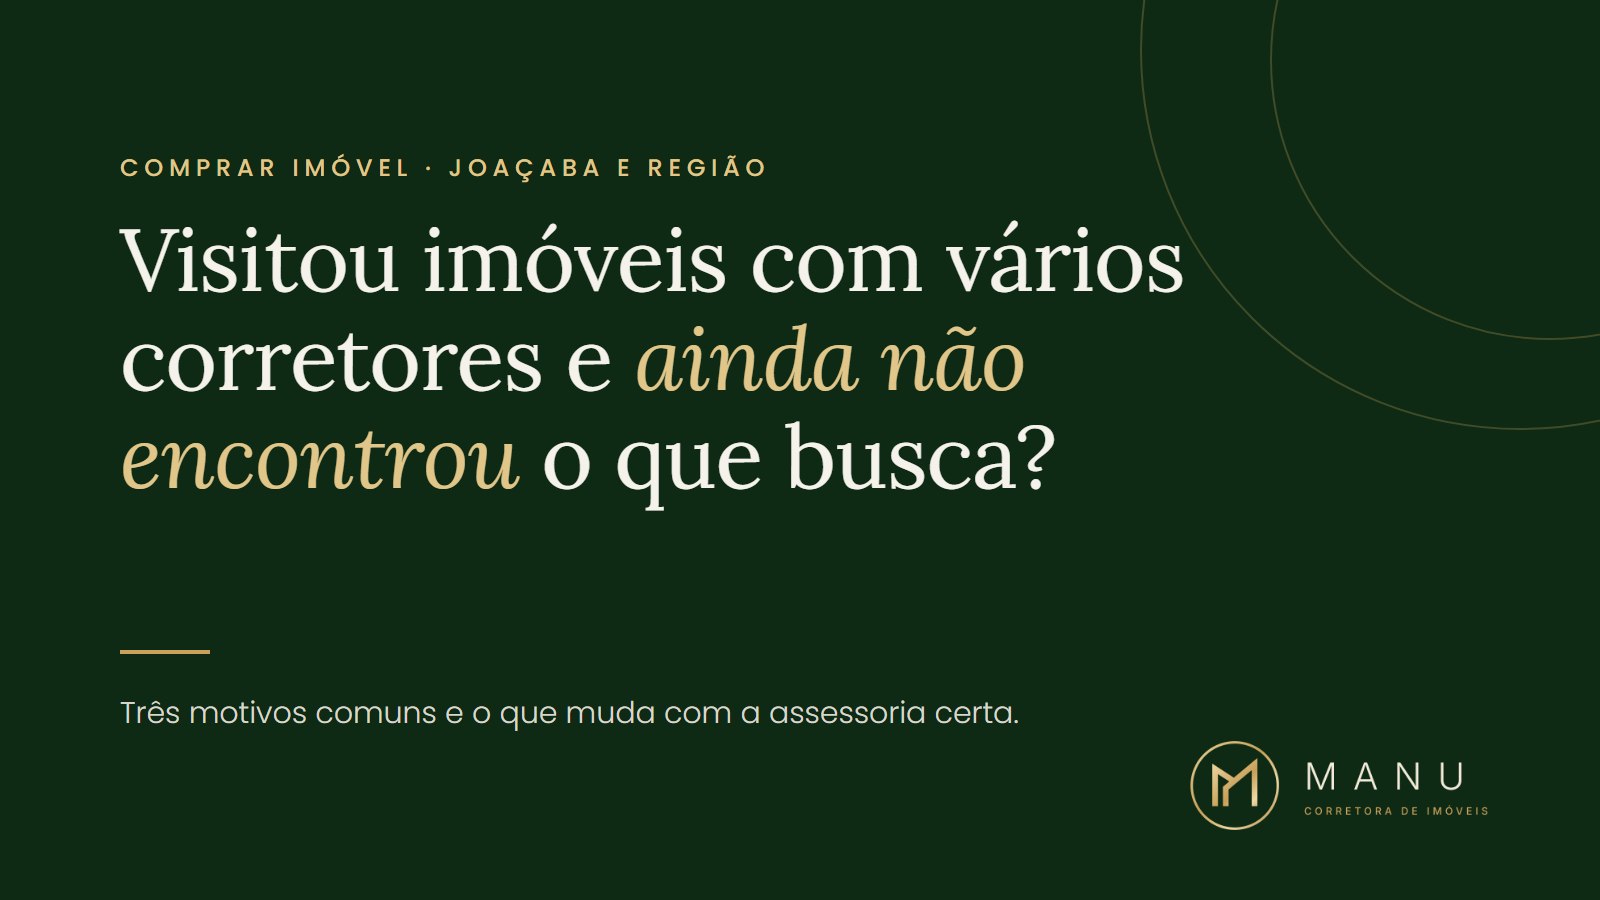 COMPRAR IMÓVEL · JOAÇABA E REGIÃO
Visitou imóveis com vários
corretores e ainda não
encontrou o que busca?
Três motivos comuns e o que muda com a assessoria certa.
MANU
CORRETORA DE IMÓVEIS